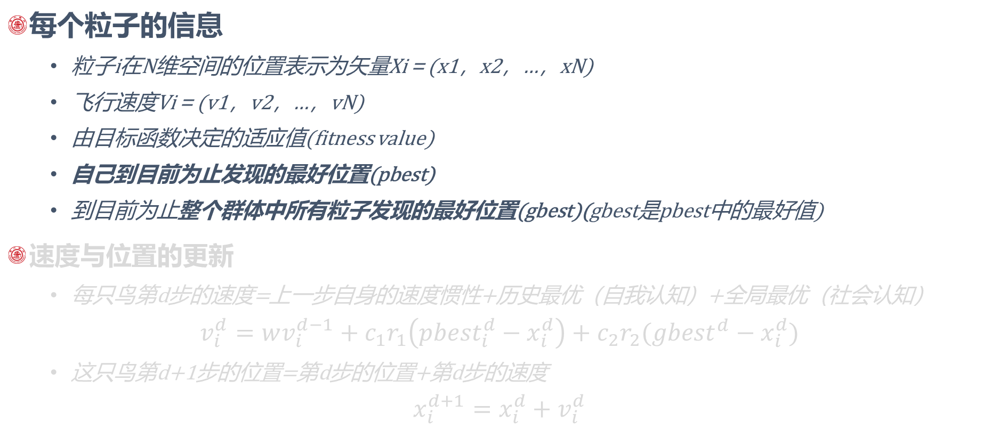 每个粒子的信息
• 粒子i在N维空间的位置表示为矢量Xi＝(x1，x2，…，xN)
• 飞行速度Vi＝(v1，v2，…，vN)
• 由目标函数决定的适应值(fitness value)
• 自己到目前为止发现的最好位置(pbest)
• 到目前为止整个群体中所有粒子发现的最好位置(gbest)(gbest是pbest中的最好值)
速度与位置的更新
• 每只鸟第d步的速度=上一步自身的速度惯性+历史最优（自我认知）+全局最优（社会认知）
$v_i^d = wv_i^{d-1} + c_1r_1(pbest_i^d - x_i^d) + c_2r_2(gbest^d - x_i^d)$
• 这只鸟第d+1步的位置=第d步的位置+第d步的速度
$x_i^{d+1} = x_i^d + v_i^d$